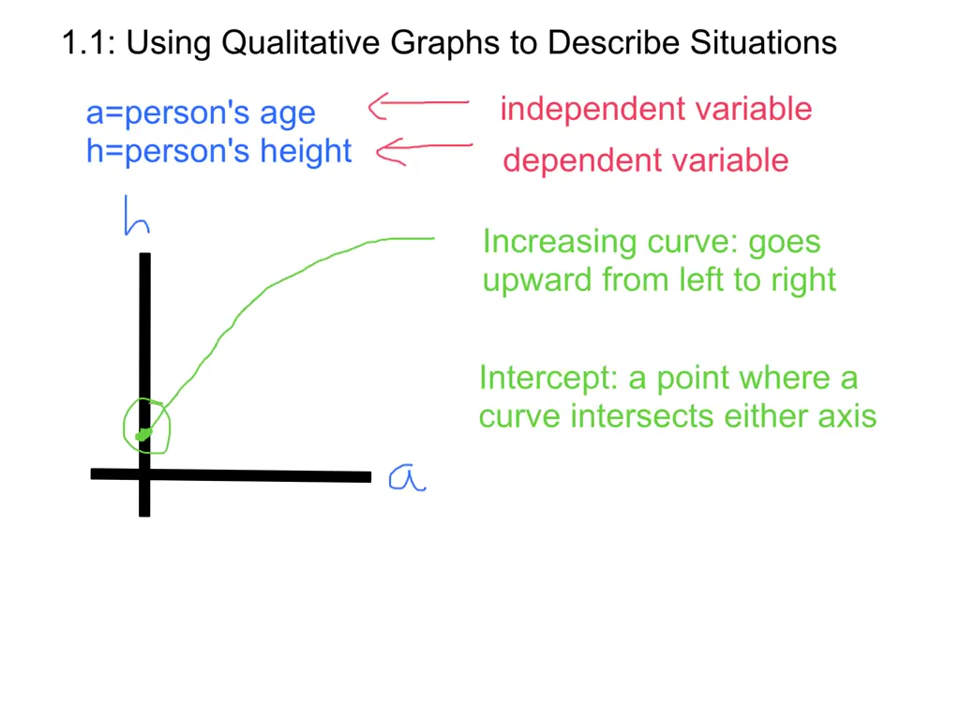 1.1: Using Qualitative Graphs to Describe Situations
a=person's age
independent variable
h=person's height
dependent variable
h
Increasing curve: goes
upward from left to right
Intercept: a point where a
curve intersects either axis
a